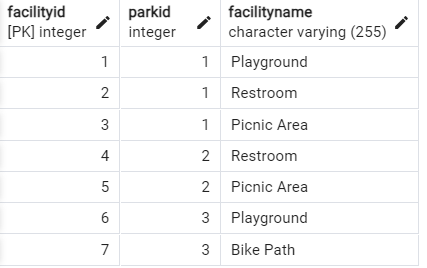 facilityid parkid facilityname
[PK] integer integer character varying (255)
1 1 Playground
2 1 Restroom
3 1 Picnic Area
4 2 Restroom
5 2 Picnic Area
6 3 Playground
7 3 Bike Path